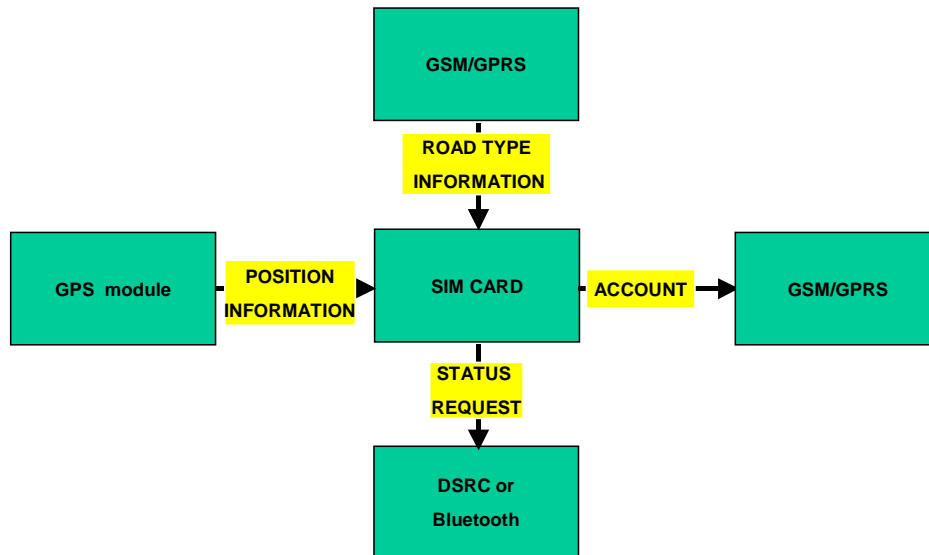 GSM/GPRS
ROAD TYPE
INFORMATION
GPS module
POSITION
INFORMATION
SIM CARD
ACCOUNT
GSM/GPRS
STATUS
REQUEST
DSRC or
Bluetooth